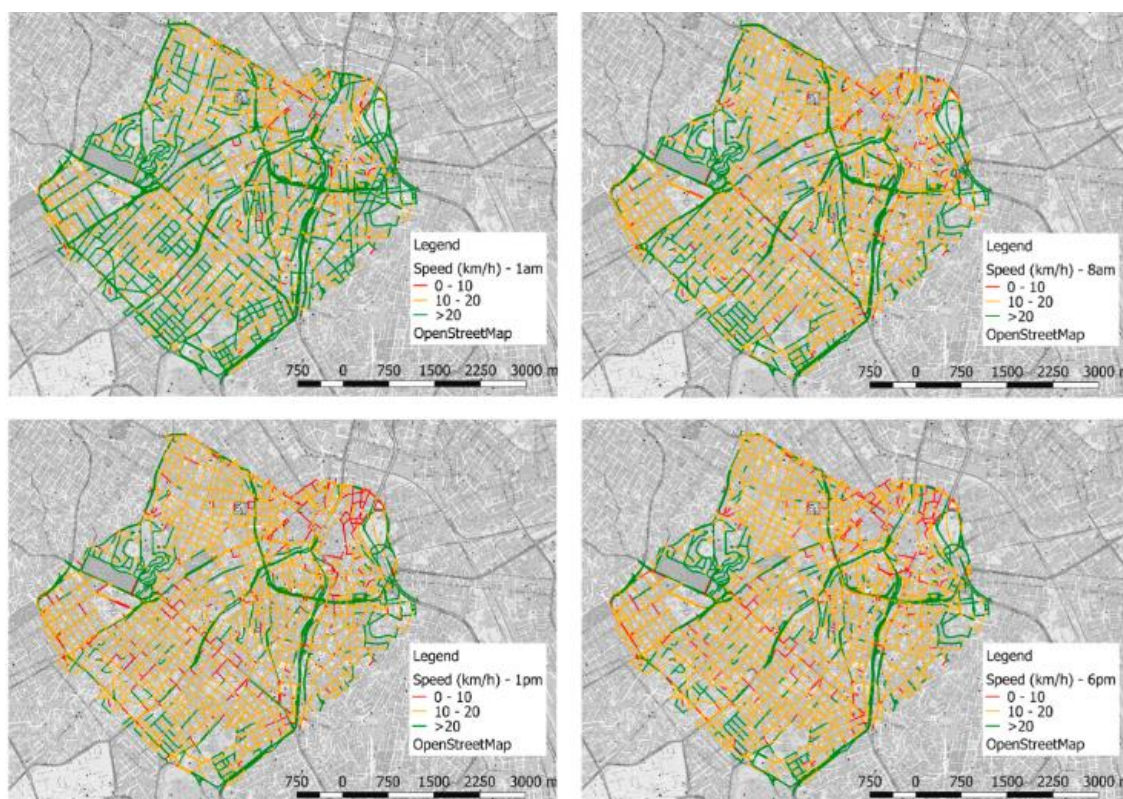 Legend
Speed (km/h) - 1am
0 - 10
10 - 20
>20
OpenStreetMap
750 0 750 1500 2250 3000 m
Legend
Speed (km/h) - 8am
0 - 10
10 - 20
>20
OpenStreetMap
750 0 750 1500 2250 3000 m
Legend
Speed (km/h) - 1pm
0 - 10
10 - 20
>20
OpenStreetMap
750 0 750 1500 2250 3000 m
Legend
Speed (km/h) - 6pm
0 - 10
10 - 20
>20
OpenStreetMap
750 0 750 1500 2250 3000 m